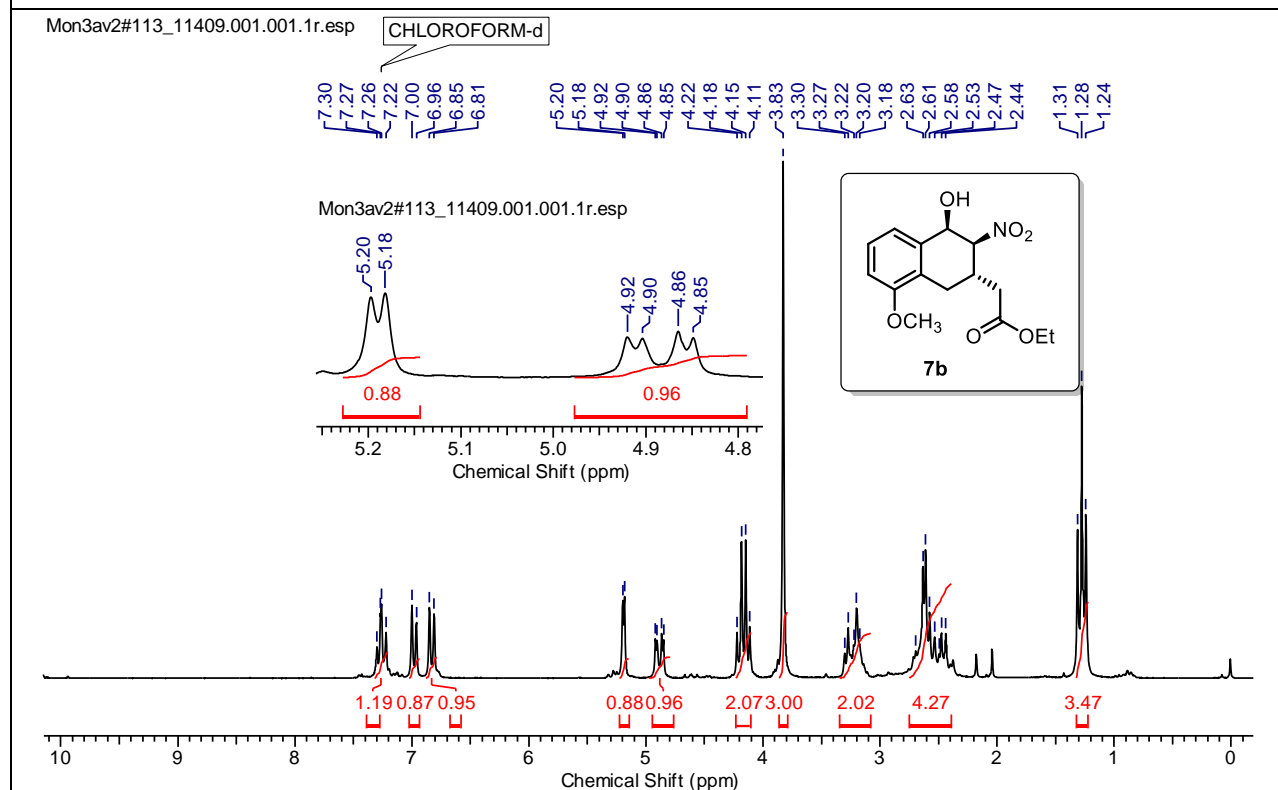 Mon3av2#113_11409.001.001.1r.esp
CHLOROFORM-d
7.30 7.27 7.26 7.22 7.00 6.96 6.85 6.81 5.20 5.18 4.92 4.90 4.86 4.85 4.22 4.18 4.15 4.11 3.83 3.30 3.27 3.22 3.20 3.18 2.63 2.61 2.58 2.53 2.47 2.44 1.31 1.28 1.24
Mon3av2#113_11409.001.001.1r.esp
5.20 5.18 4.92 4.90 4.86 4.85
0.88 0.96
5.2 5.1 5.0 4.9 4.8
Chemical Shift (ppm)
OH
NO2
OCH3
O
OEt
7b
1.19 0.87 0.95 0.88 0.96 2.07 3.00 2.02 4.27 3.47
10 9 8 7 6 5 4 3 2 1 0
Chemical Shift (ppm)